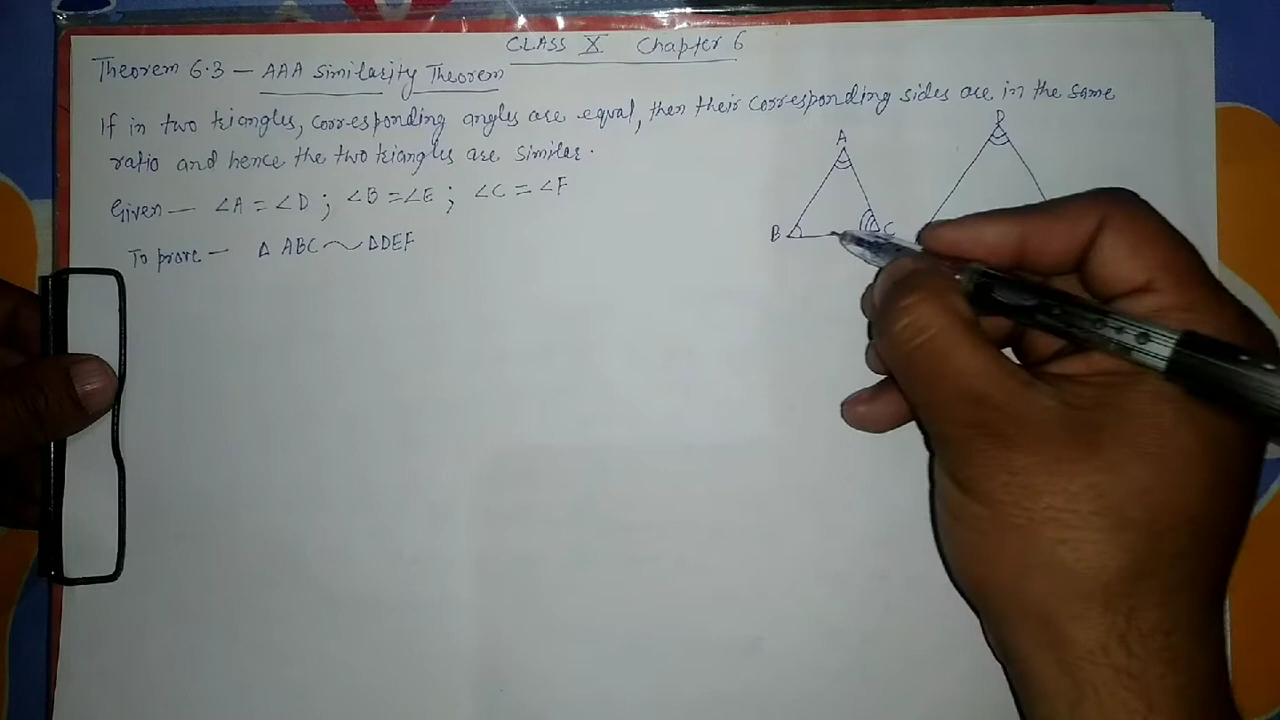 CLASS X Chapter 6
Theorem 6.3 — AAA Similarity Theorem
If in two triangles, corresponding angles are equal, then their corresponding sides are in the same
ratio and hence the two triangles are similar.
Given — ∠A = ∠D ; ∠B = ∠E ; ∠C = ∠F
To prove — Δ ABC ~ ΔDEF
A
D
B
C